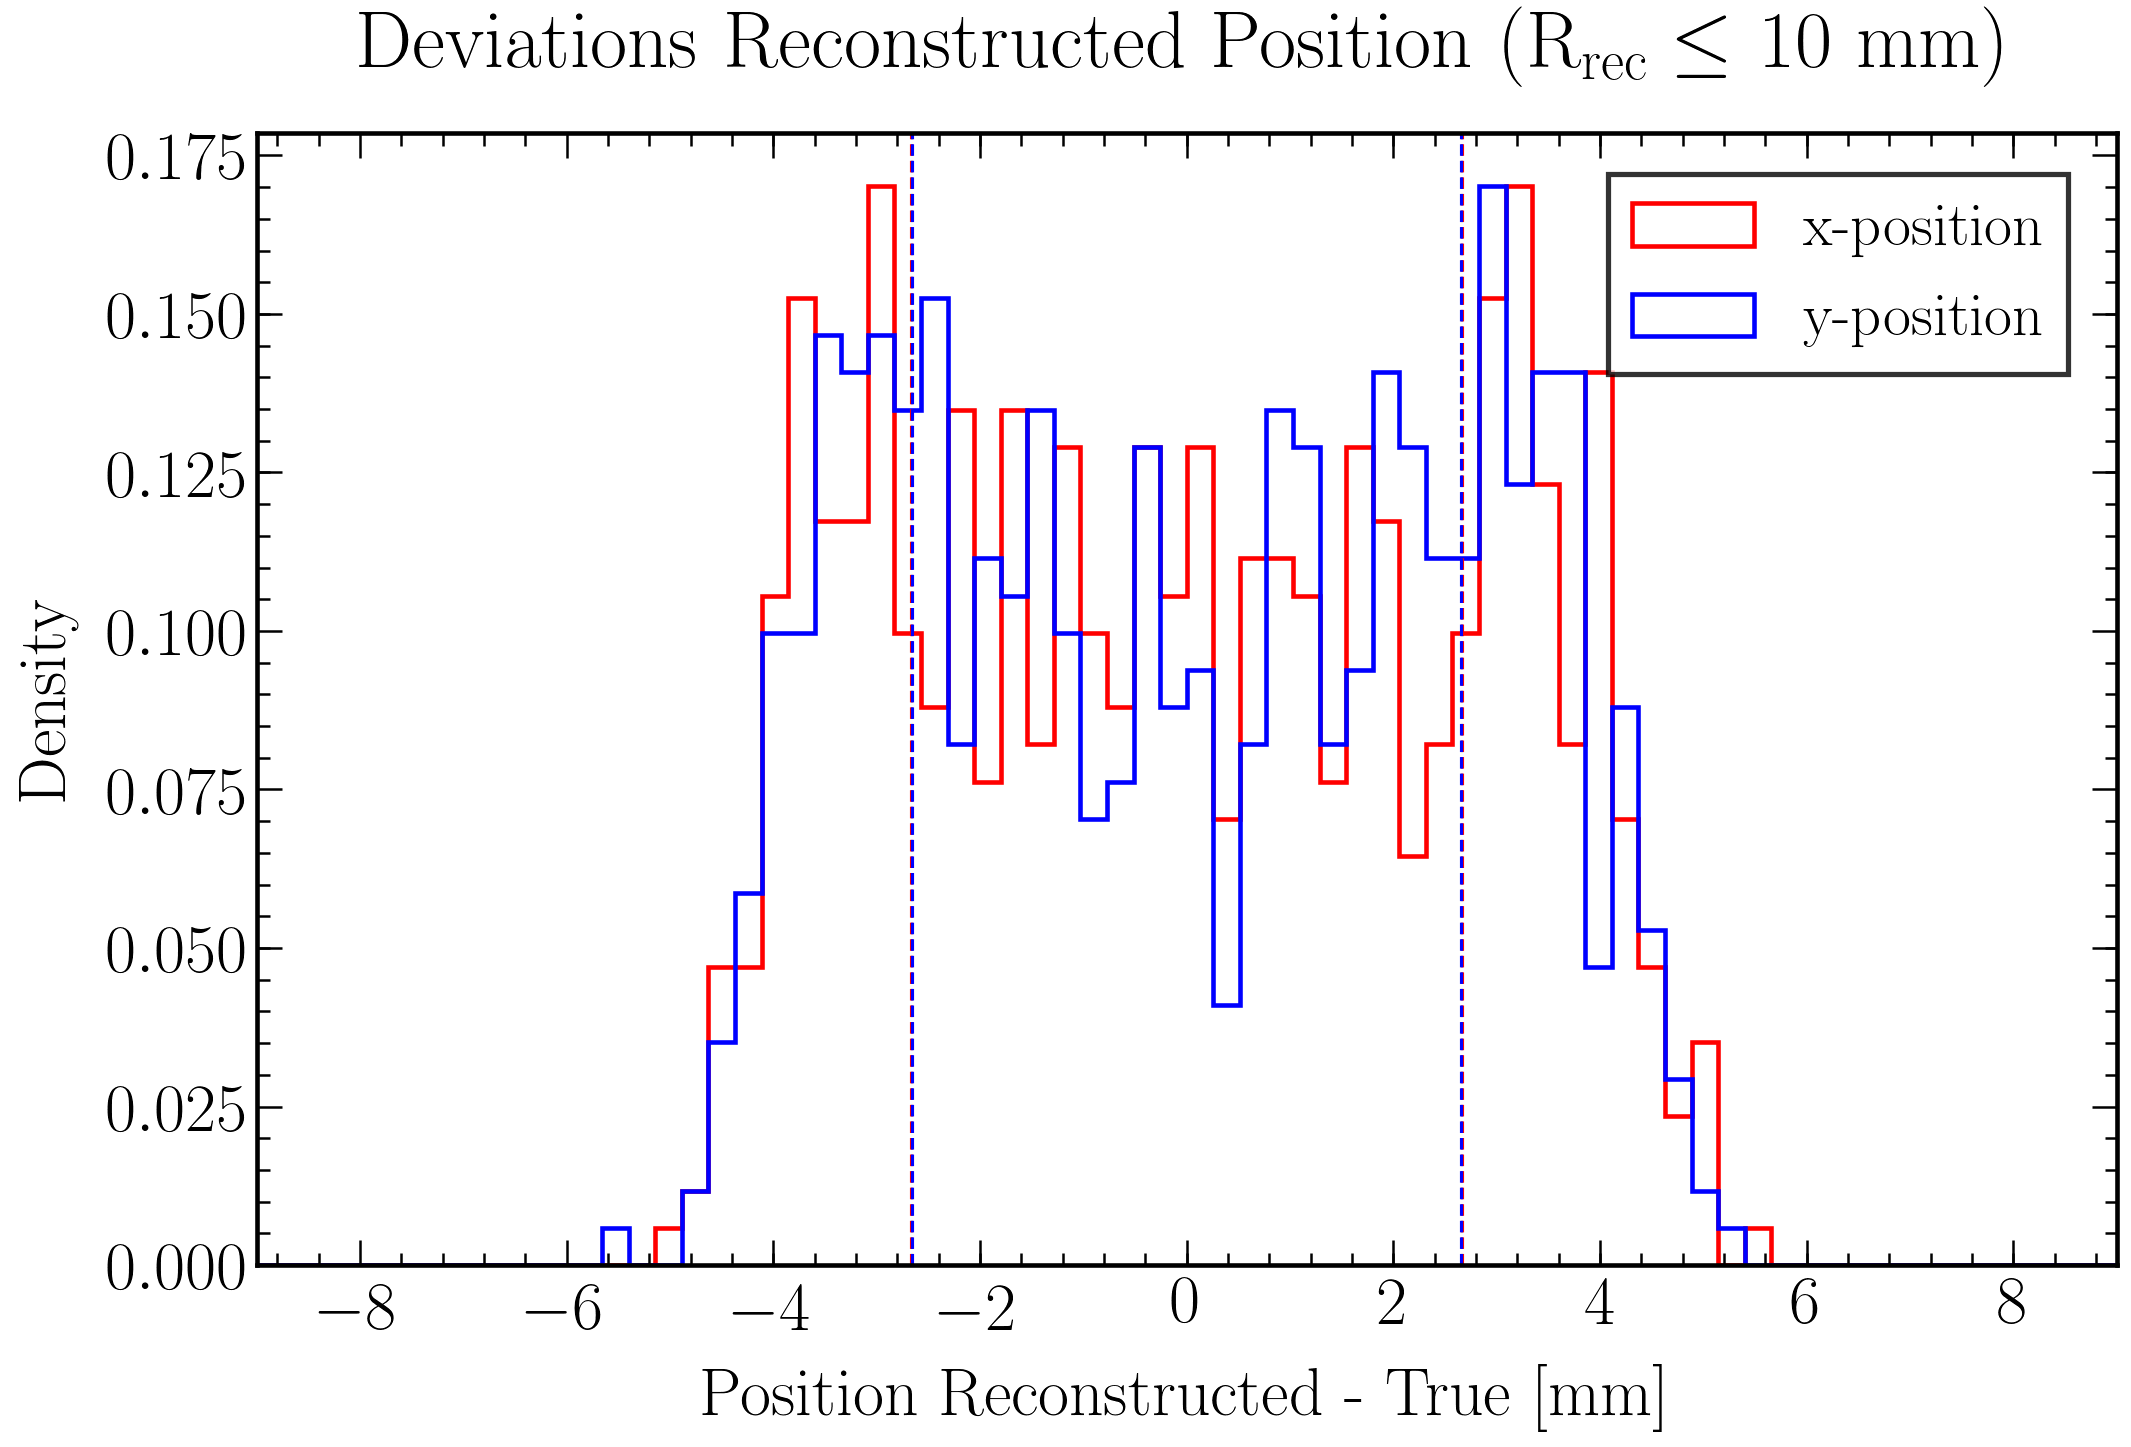 Deviations Reconstructed Position (R_rec ≤ 10 mm)
0.175
0.150
0.125
0.100
0.075
0.050
0.025
0.000
Density
x-position
y-position
−8 −6 −4 −2 0 2 4 6 8
Position Reconstructed - True [mm]